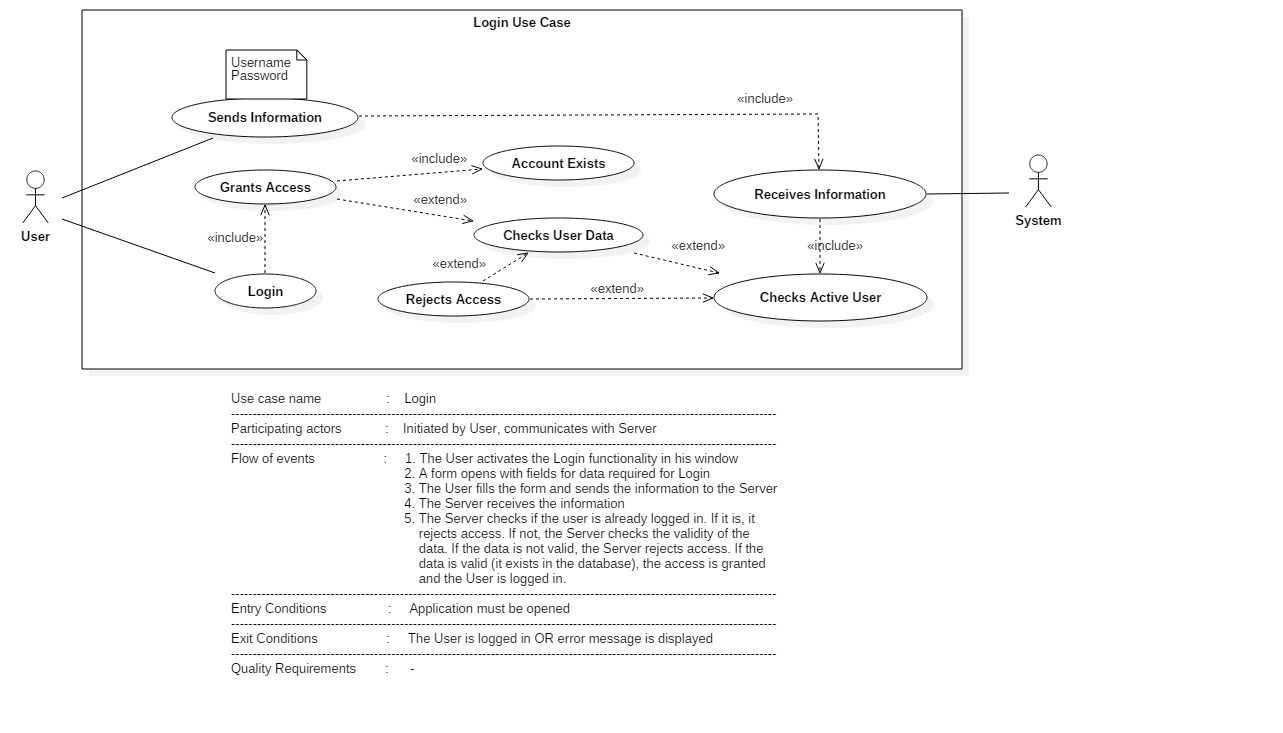 Login Use Case
Username
Password
«include»
Sends Information
«include»
Account Exists
Grants Access
Receives Information
«extend»
User
System
«include»
Checks User Data
«extend»
«include»
«extend»
Login
Rejects Access
«extend»
Checks Active User
Use case name : Login
Participating actors : Initiated by User, communicates with Server
Flow of events : 1. The User activates the Login functionality in his window
2. A form opens with fields for data required for Login
3. The User fills the form and sends the information to the Server
4. The Server receives the information
5. The Server checks if the user is already logged in. If it is, it
rejects access. If not, the Server checks the validity of the
data. If the data is not valid, the Server rejects access. If the
data is valid (it exists in the database), the access is granted
and the User is logged in.
Entry Conditions : Application must be opened
Exit Conditions : The User is logged in OR error message is displayed
Quality Requirements : -